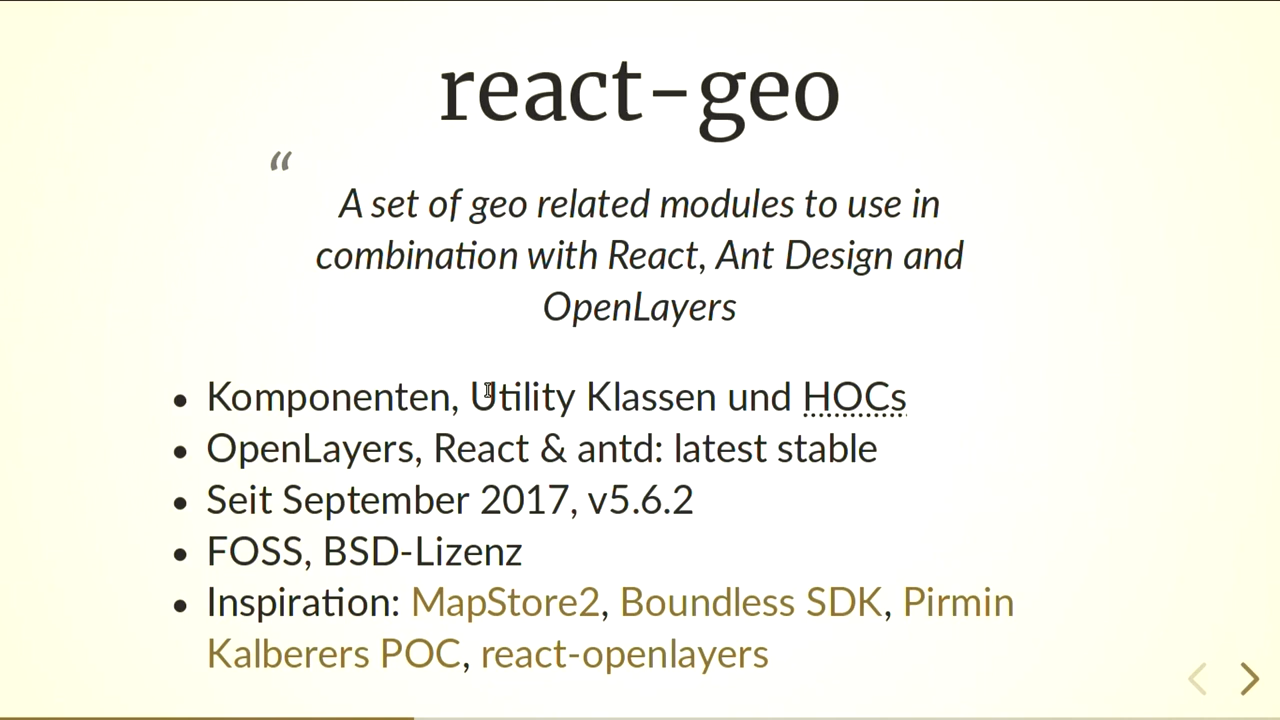 react-geo
“
A set of geo related modules to use in
combination with React, Ant Design and
OpenLayers
• Komponenten, Utility Klassen und HOCs
• OpenLayers, React & antd: latest stable
• Seit September 2017, v5.6.2
• FOSS, BSD-Lizenz
• Inspiration: MapStore2, Boundless SDK, Pirmin
Kalberers POC, react-openlayers